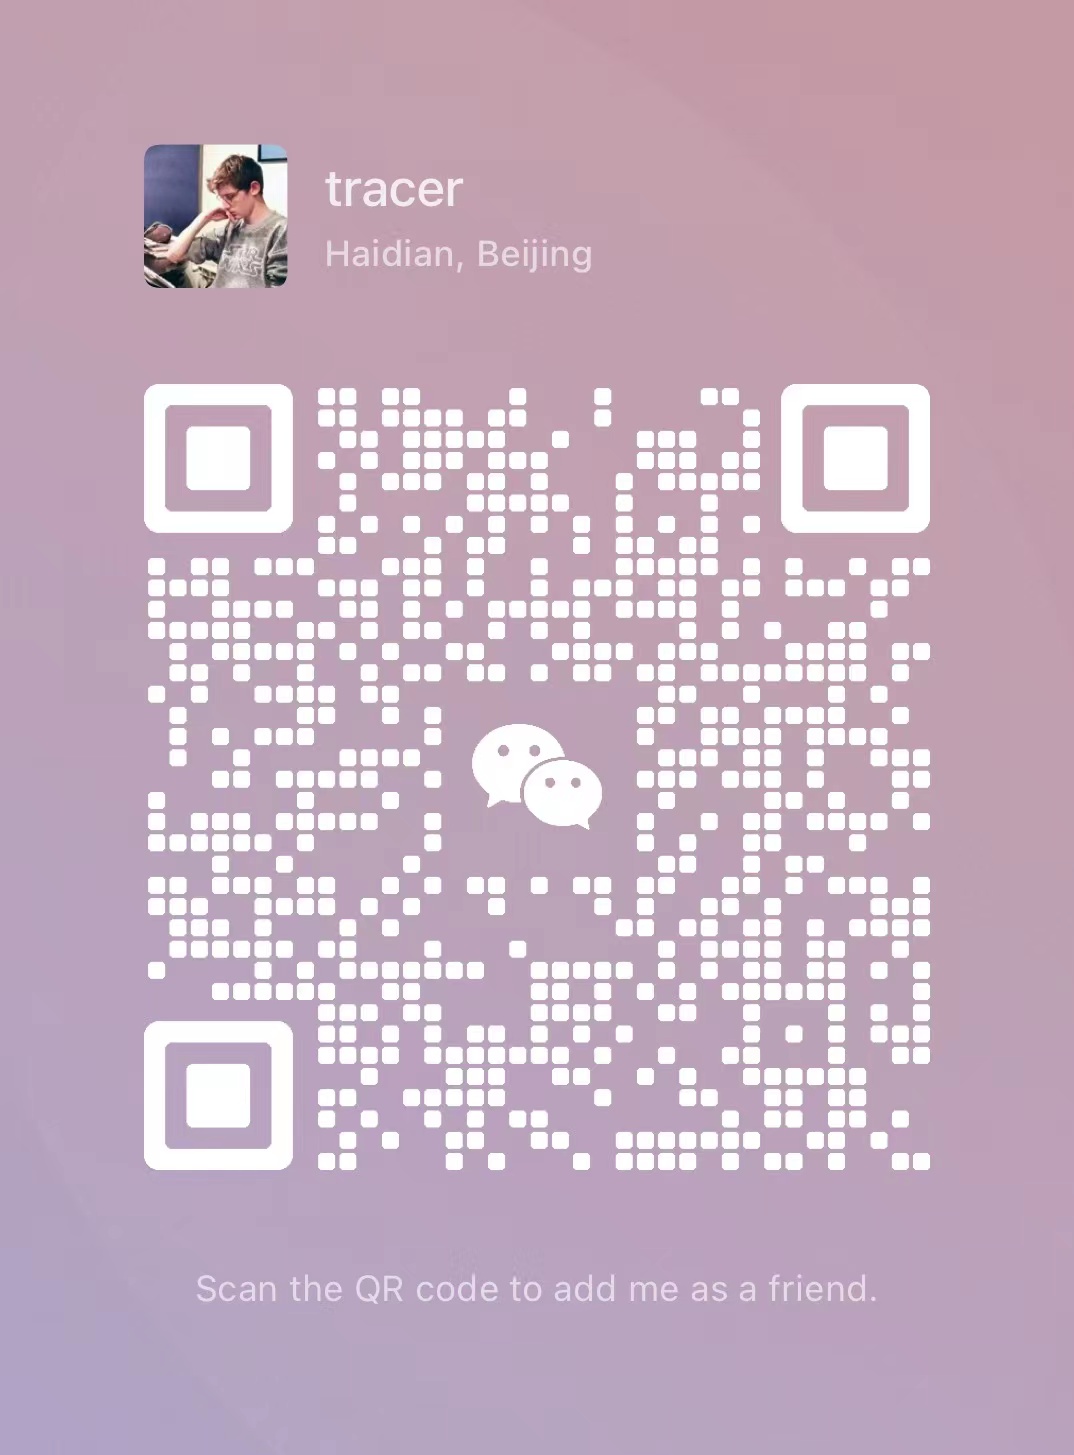 tracer
Haidian, Beijing
Scan the QR code to add me as a friend.